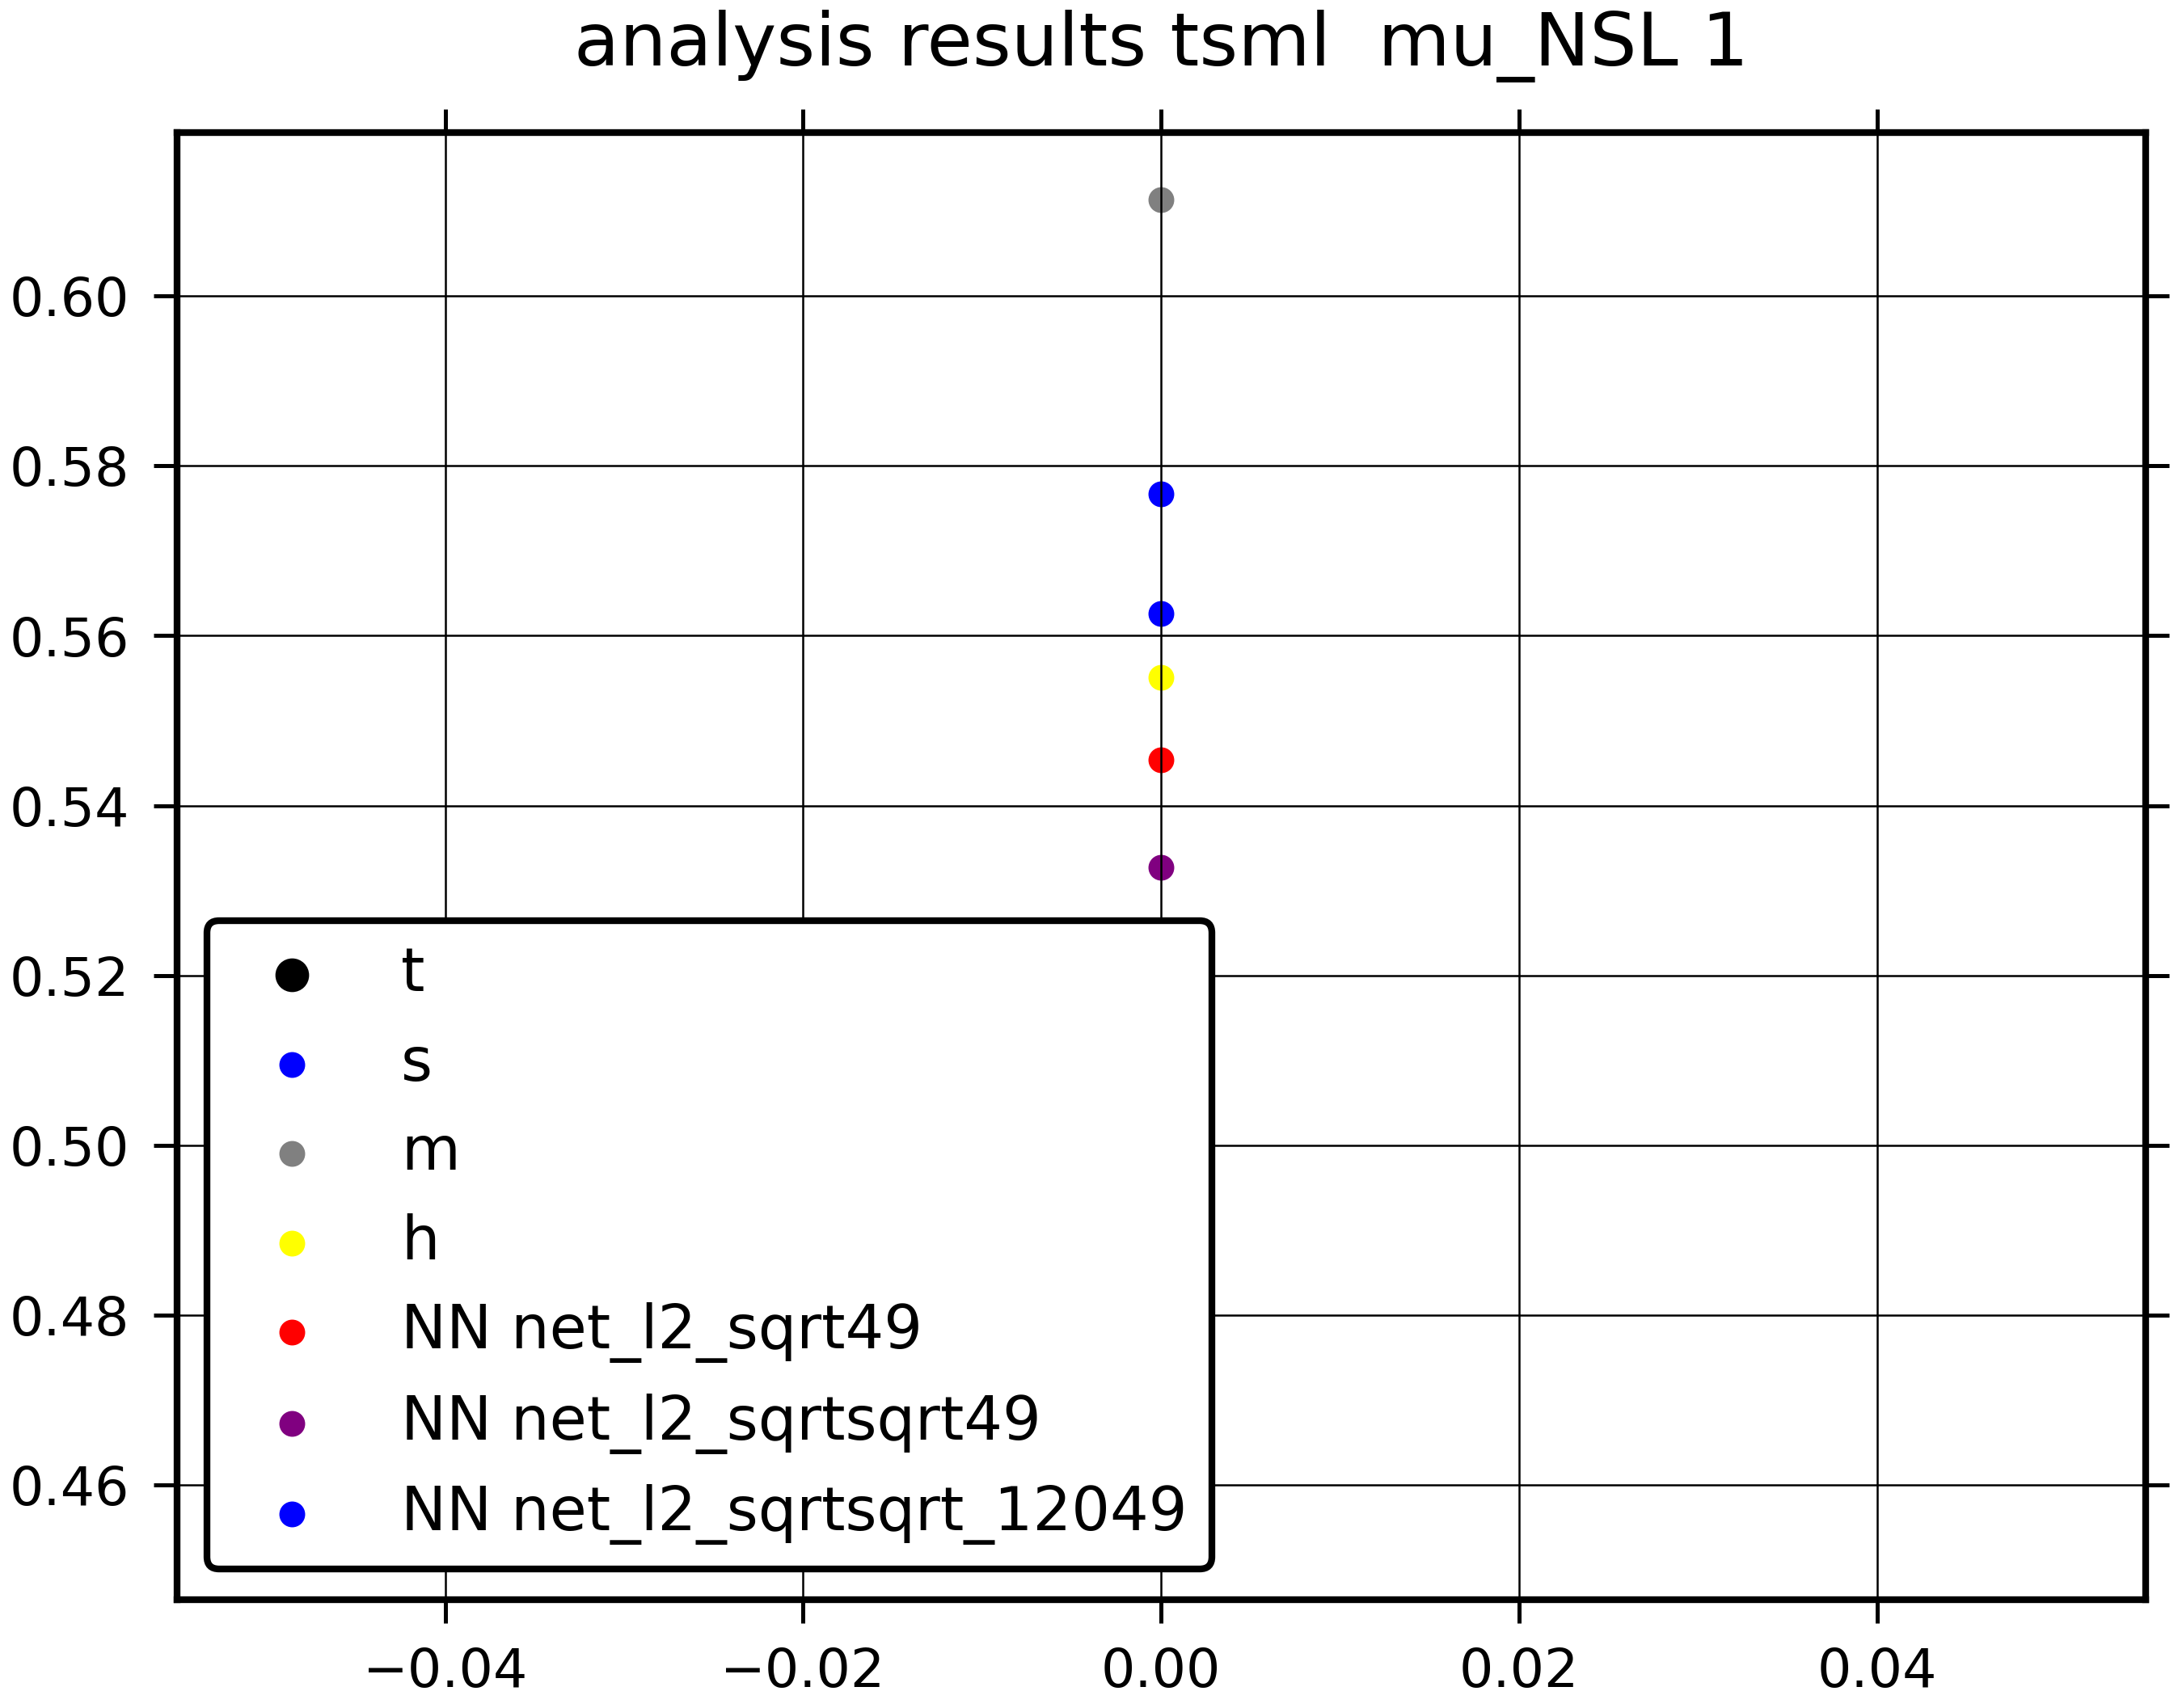 analysis results tsml  mu_NSL 1
0.60
0.58
0.56
0.54
0.52
0.50
0.48
0.46
t
s
m
h
NN net_l2_sqrt49
NN net_l2_sqrtsqrt49
NN net_l2_sqrtsqrt_12049
−0.04 −0.02 0.00 0.02 0.04